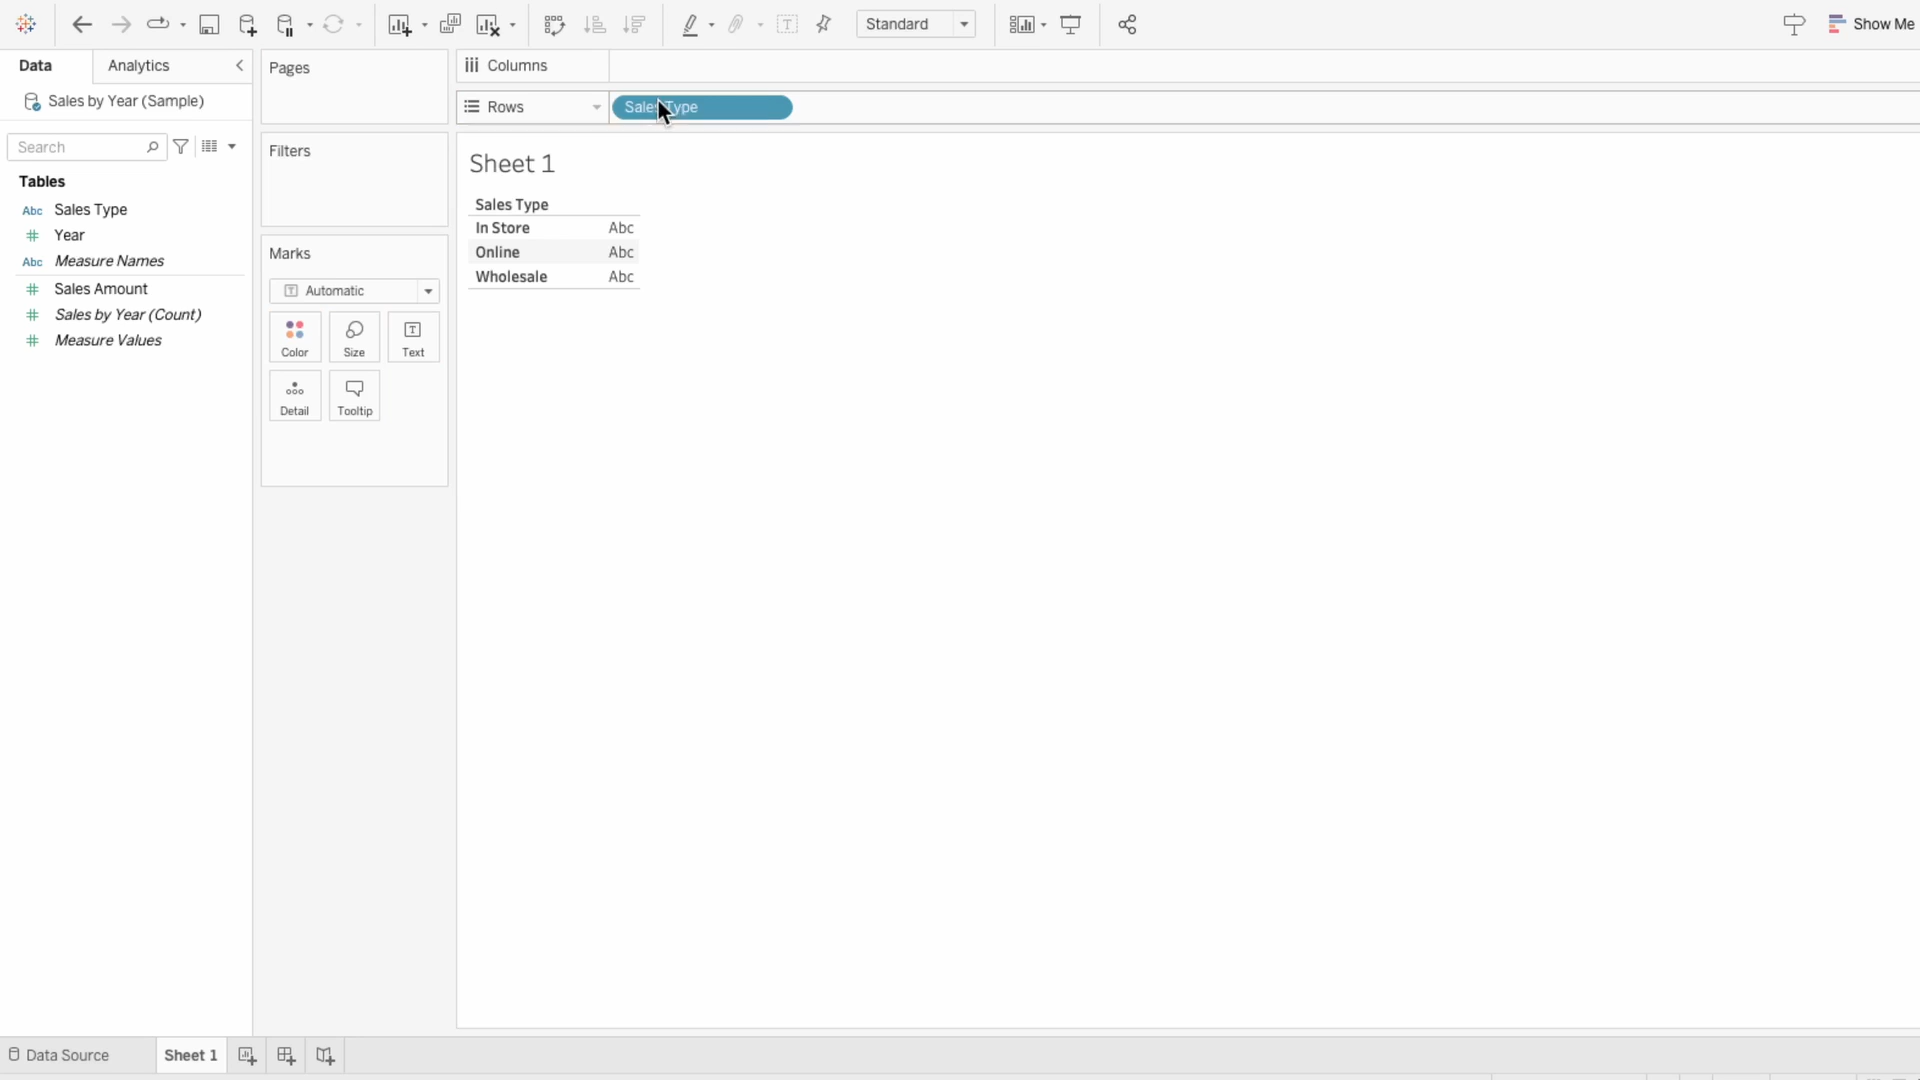 Standard
Show Me
Data
Analytics
Sales by Year (Sample)
Search
Tables
Abc Sales Type
Year
Abc Measure Names
Sales Amount
Sales by Year (Count)
Measure Values
Pages
Filters
Marks
Automatic
Color
Size
Text
Detail
Tooltip
Columns
Rows
Sales Type
Sheet 1
Sales Type
In Store Abc
Online Abc
Wholesale Abc
Data Source
Sheet 1